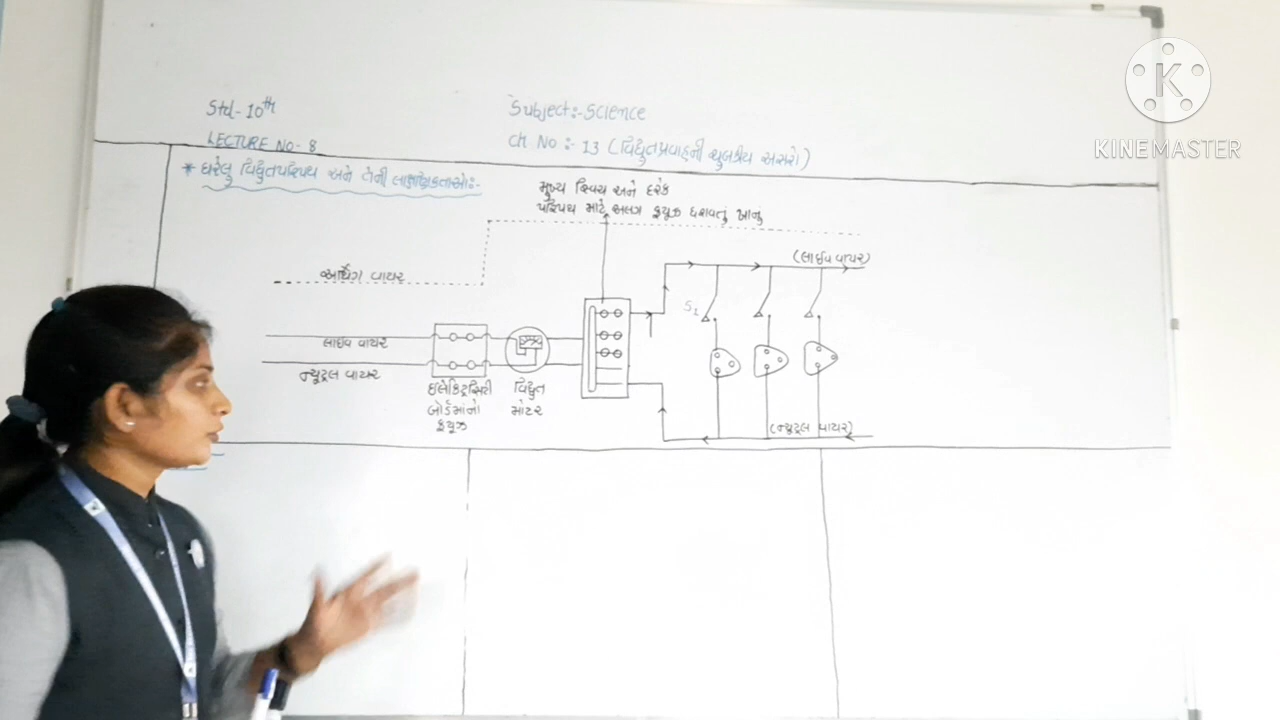 Std - 10th
Subject:- Science
LECTURE NO- 8
Ch No :- 13 (વિદ્યુતપ્રવાહની ચુંબકીય અસરો)
* ઘરેલુ વિદ્યુતપરિપથ અને તેની લાક્ષણિકતાઓ:-
મુખ્ય સ્વિચ અને દરેક
પરિપથ માટે અલગ ફ્યૂઝ ધરાવતું ખાનું
અર્થિંગ વાયર
(લાઈવ વાયર)
S1
લાઈવ વાયર
ન્યૂટ્રલ વાયર
ઇલેક્ટ્રિસિટી
બોર્ડમાંનો
ફ્યૂઝ
વિદ્યુત
મીટર
(ન્યૂટ્રલ વાયર)
K
KINEMASTER